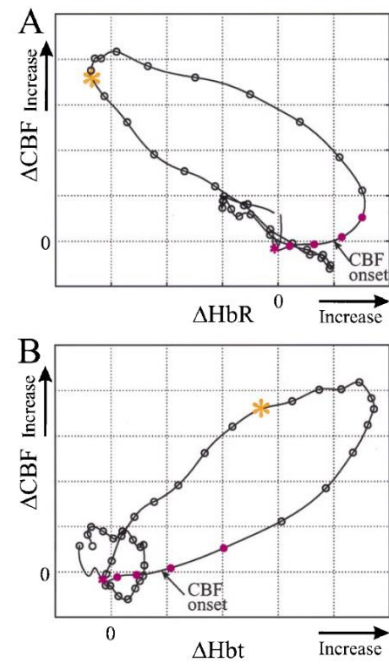 A
ΔCBF Increase
0
CBF
onset
0
ΔHbR Increase
B
ΔCBF Increase
0
CBF
onset
0
ΔHbt Increase